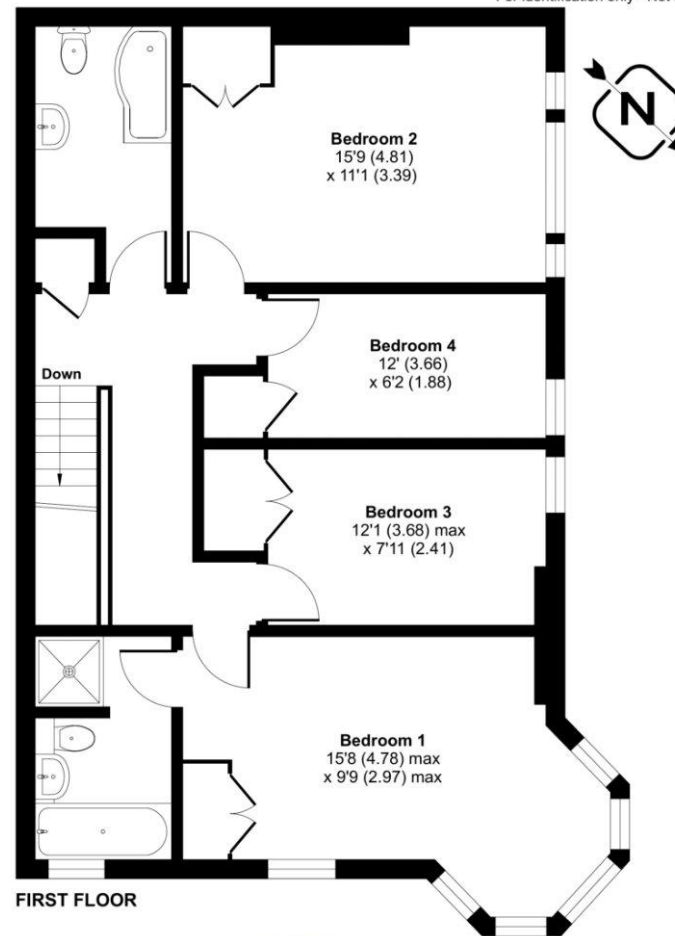 N
Bedroom 2
15'9 (4.81)
x 11'1 (3.39)
Bedroom 4
12' (3.66)
x 6'2 (1.88)
Down
Bedroom 3
12'1 (3.68) max
x 7'11 (2.41)
Bedroom 1
15'8 (4.78) max
x 9'9 (2.97) max
FIRST FLOOR